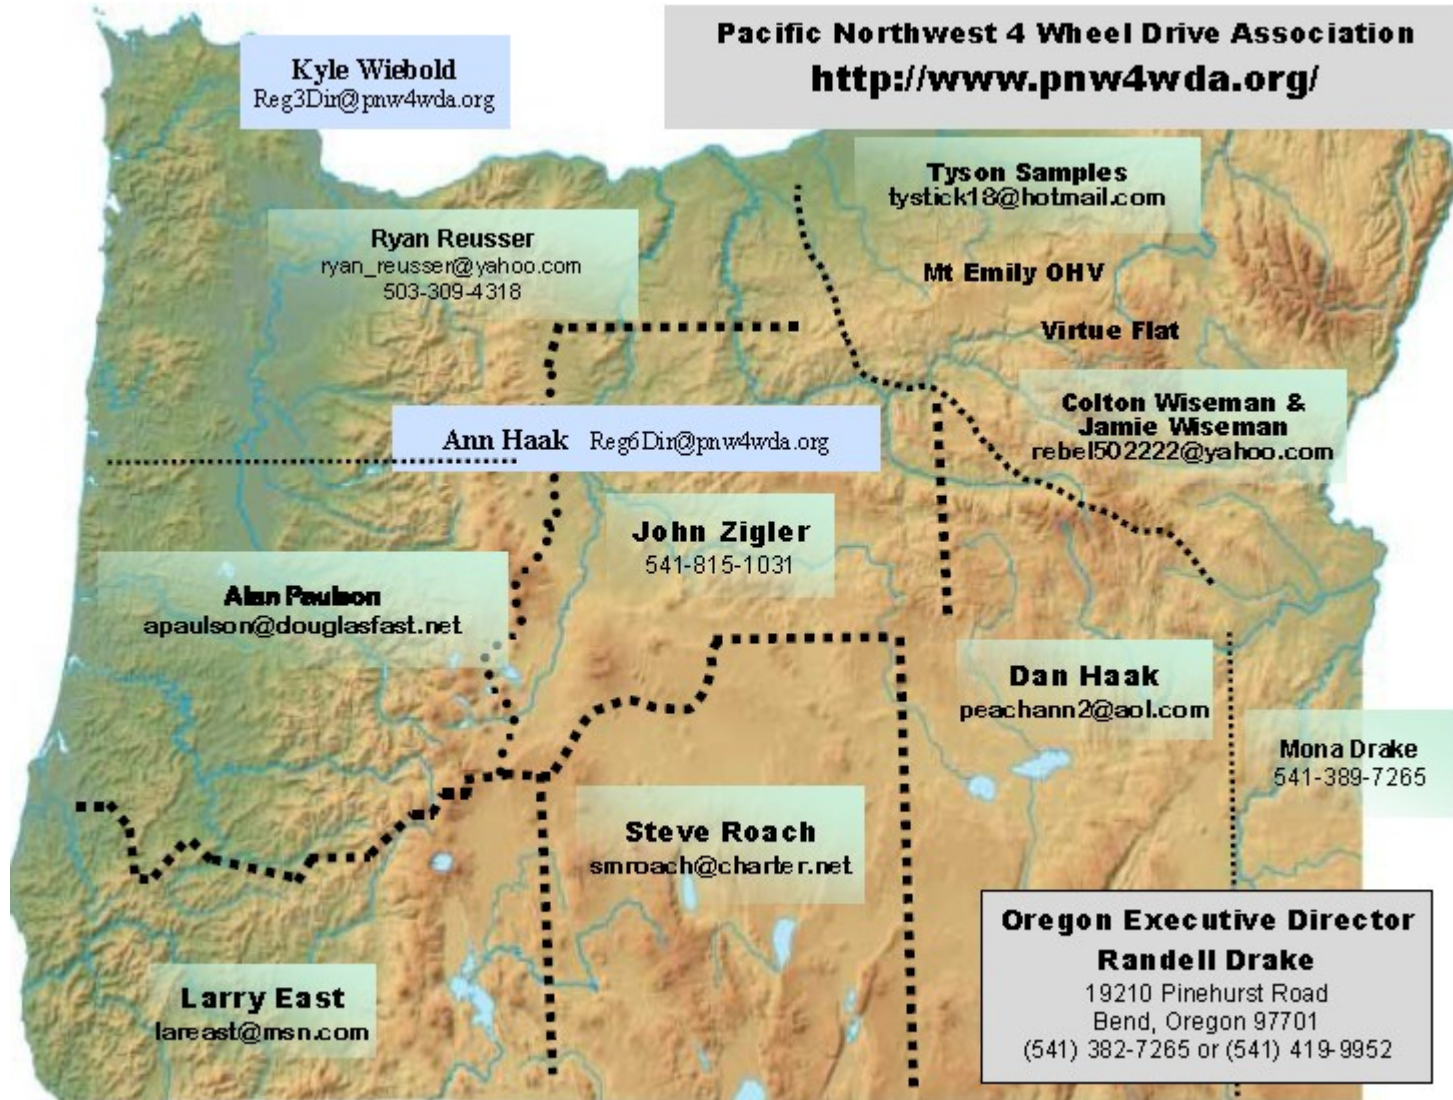 Pacific Northwest 4 Wheel Drive Association
http://www.pnw4wda.org/
Kyle Wiebold
Reg3Dir@pnw4wda.org
Tyson Samples
tystick18@hotmail.com
Ryan Reusser
ryan_reusser@yahoo.com
503-309-4318
Mt Emily OHV
Virtue Flat
Colton Wiseman &
Jamie Wiseman
rebel502222@yahoo.com
Ann Haak Reg6Dir@pnw4wda.org
John Zigler
541-815-1031
Alan Paulson
apaulson@douglasfast.net
Dan Haak
peachann2@aol.com
Mona Drake
541-389-7265
Steve Roach
smroach@charter.net
Larry East
lareast@msn.com
Oregon Executive Director
Randell Drake
19210 Pinehurst Road
Bend, Oregon 97701
(541) 382-7265 or (541) 419-9952